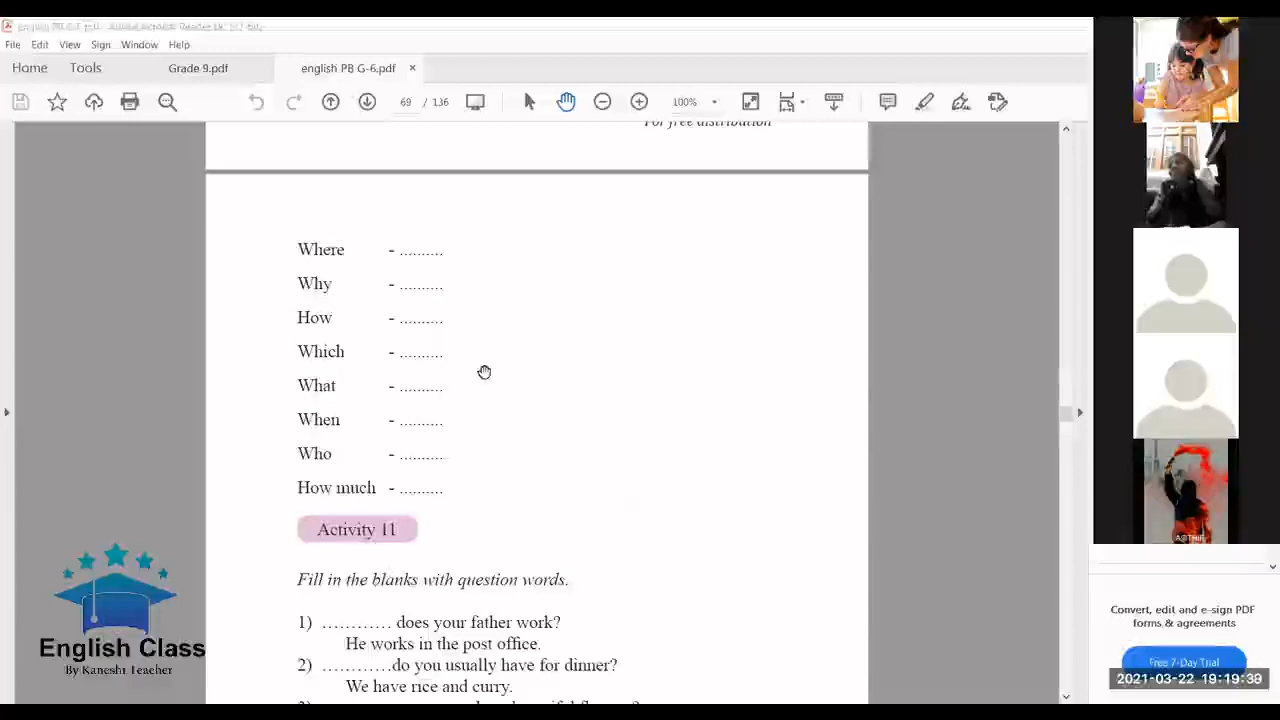 File Edit View Sign Window Help
Home Tools Grade 9.pdf english PB G-6.pdf ×
69 / 136 100%
For free distribution
Where - ..........
Why - ..........
How - ..........
Which - ..........
What - ..........
When - ..........
Who - ..........
How much - ..........
Activity 11
Fill in the blanks with question words.
1) ............ does your father work?
He works in the post office.
2) ............do you usually have for dinner?
We have rice and curry.
English Class
By Kaneshi Teacher
Convert, edit and e-sign PDF
forms & agreements
Free 7-Day Trial
2021-03-22 19:19:39